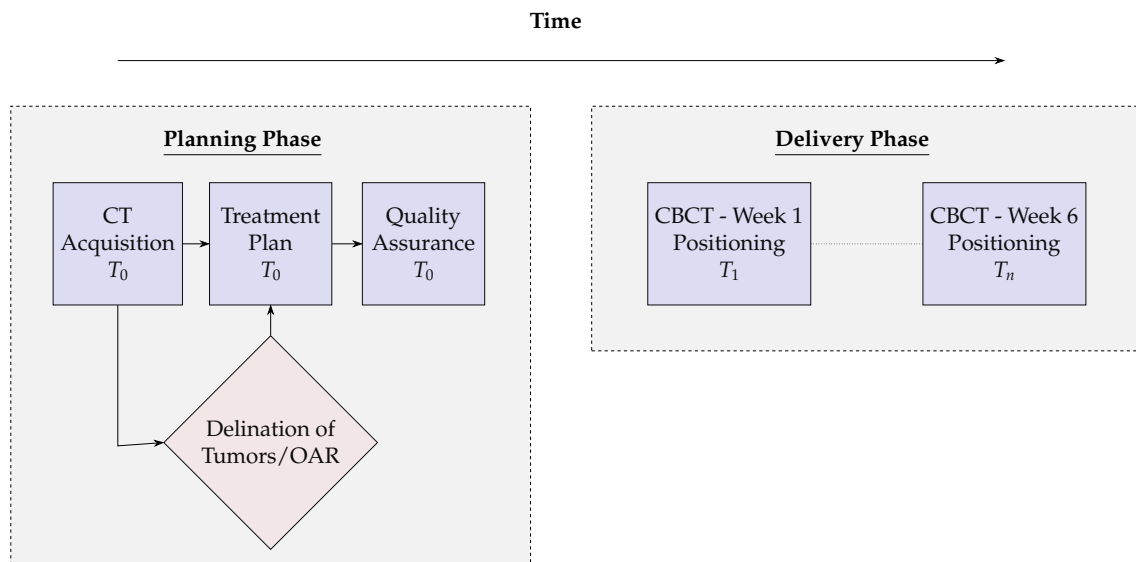 Time
Planning Phase
CT
Acquisition
T₀
Treatment
Plan
T₀
Quality
Assurance
T₀
Delination of
Tumors/OAR
Delivery Phase
CBCT - Week 1
Positioning
T₁
CBCT - Week 6
Positioning
Tₙ